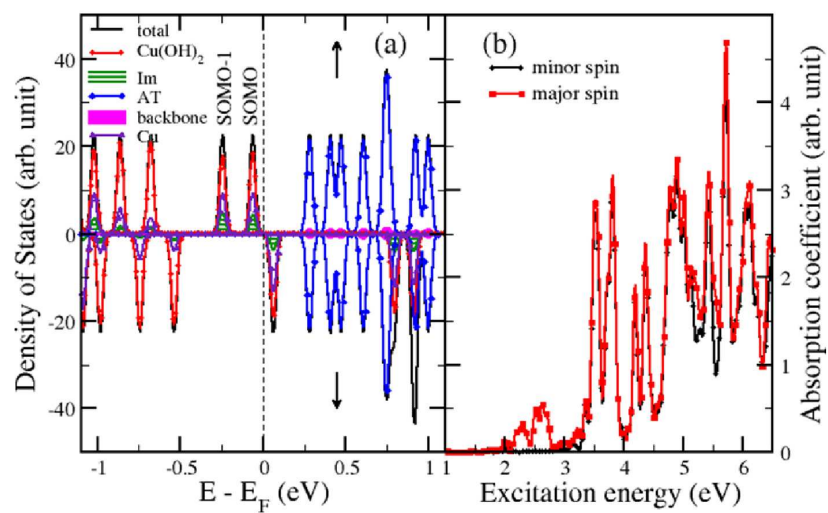 (a)
(b)
total
Cu(OH)2
Im
AT
backbone
Cu
SOMO-1
SOMO
minor spin
major spin
40
20
0
-20
-40
4
3
2
1
0
-1
-0.5
0
0.5
1
1
2
3
4
5
6
Density of States (arb. unit)
Absorption coefficient (arb. unit)
E - EF (eV)
Excitation energy (eV)